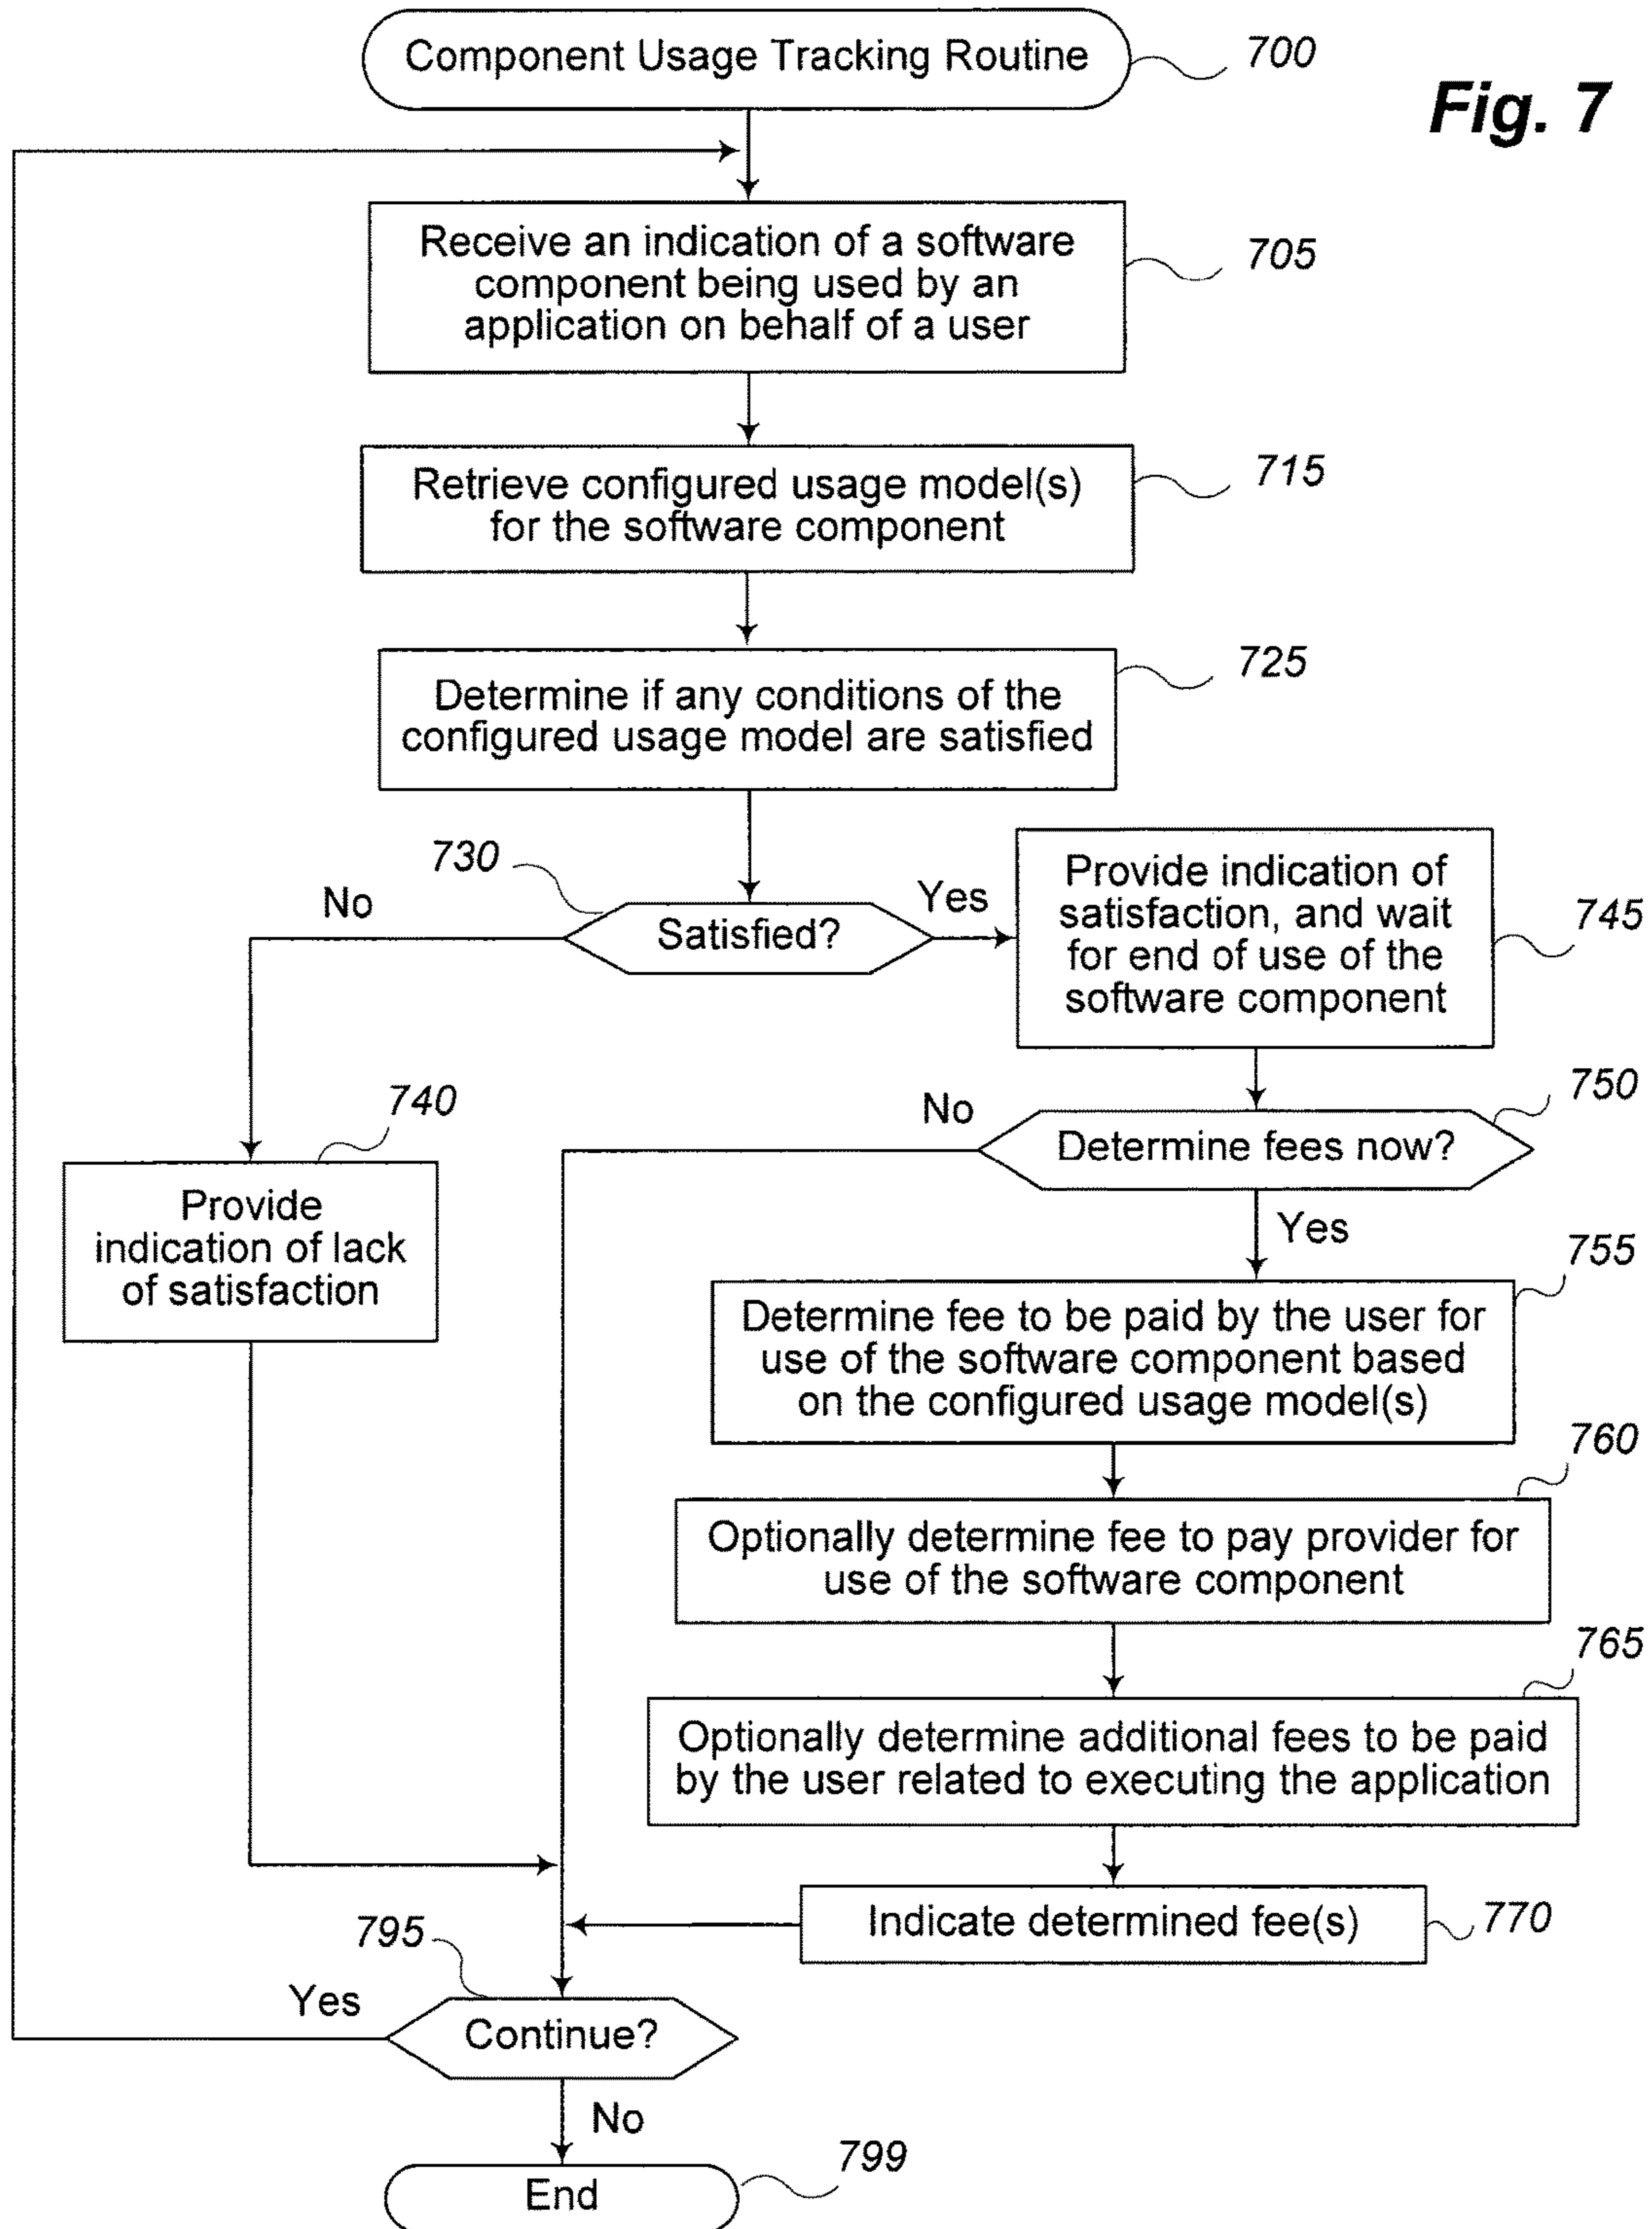 Component Usage Tracking Routine
700
Fig. 7
Receive an indication of a software
component being used by an
application on behalf of a user
705
Retrieve configured usage model(s)
for the software component
715
Determine if any conditions of the
configured usage model are satisfied
725
730
No
Satisfied?
Yes
Provide indication of
satisfaction, and wait
for end of use of the
software component
745
740
Provide
indication of lack
of satisfaction
No
Determine fees now?
750
Yes
Determine fee to be paid by the user for
use of the software component based
on the configured usage model(s)
755
Optionally determine fee to pay provider for
use of the software component
760
Optionally determine additional fees to be paid
by the user related to executing the application
765
Indicate determined fee(s)
770
795
Yes
Continue?
No
End
799